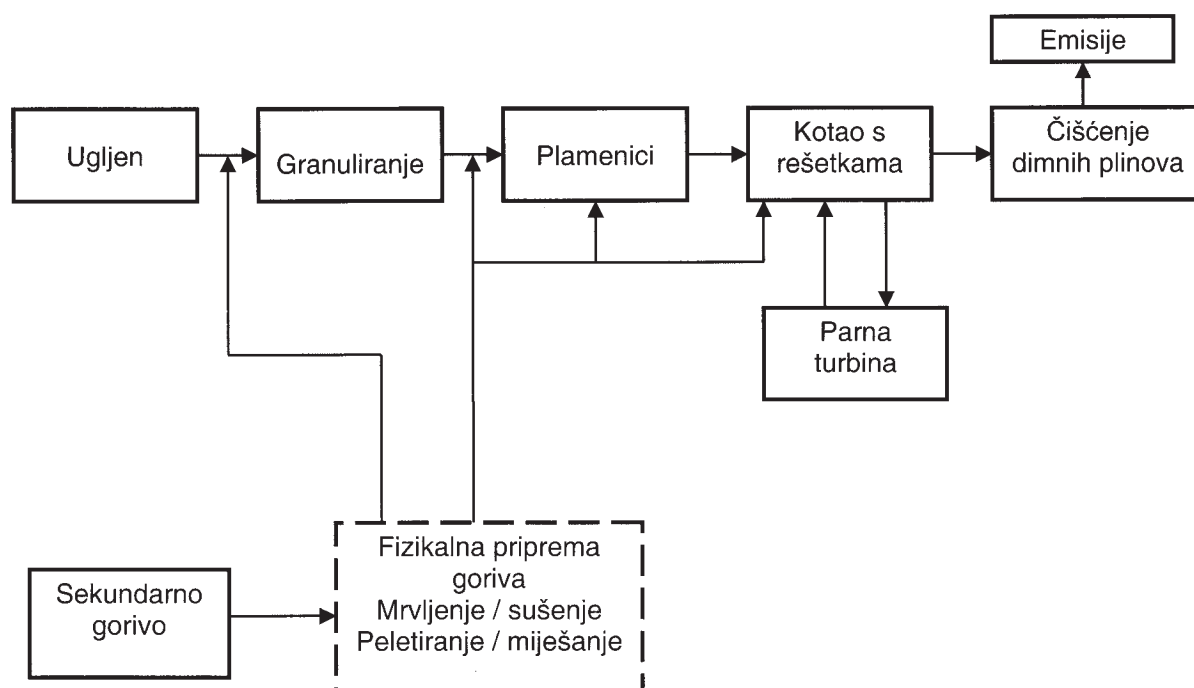 Emisije
Ugljen
Granuliranje
Plamenici
Kotao s
rešetkama
Čišćenje
dimnih plinova
Parna
turbina
Sekundarno
gorivo
Fizikalna priprema
goriva
Mrvljenje / sušenje
Peletiranje / miješanje